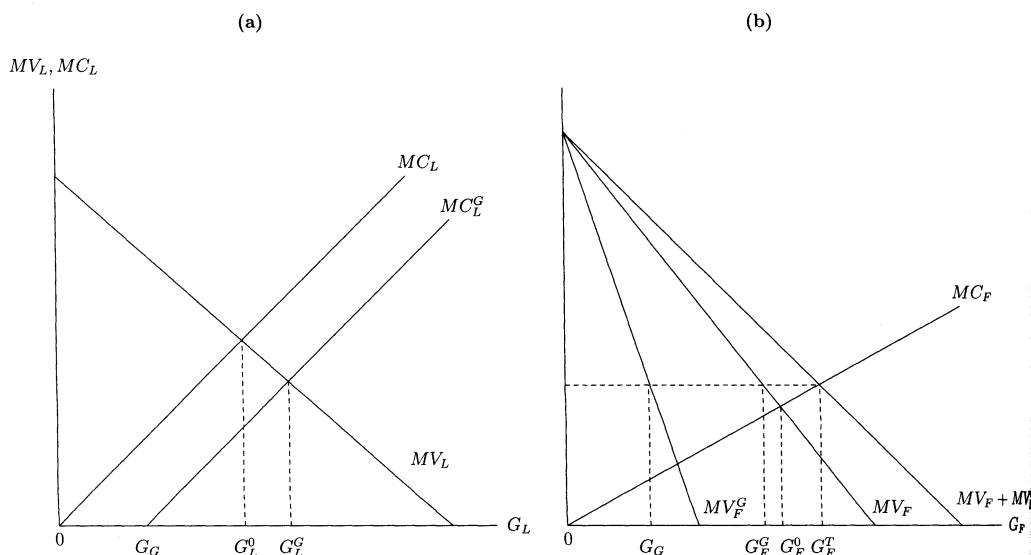 (a)
MV_L, MC_L
MC_L
MC_L^G
MV_L
0
G_G
G_L^0
G_L^G
G_L
(b)
MC_F
MV_F^G
MV_F
MV_F + MV
0
G_G
G_F^G
G_F^0
G_F^T
G_F